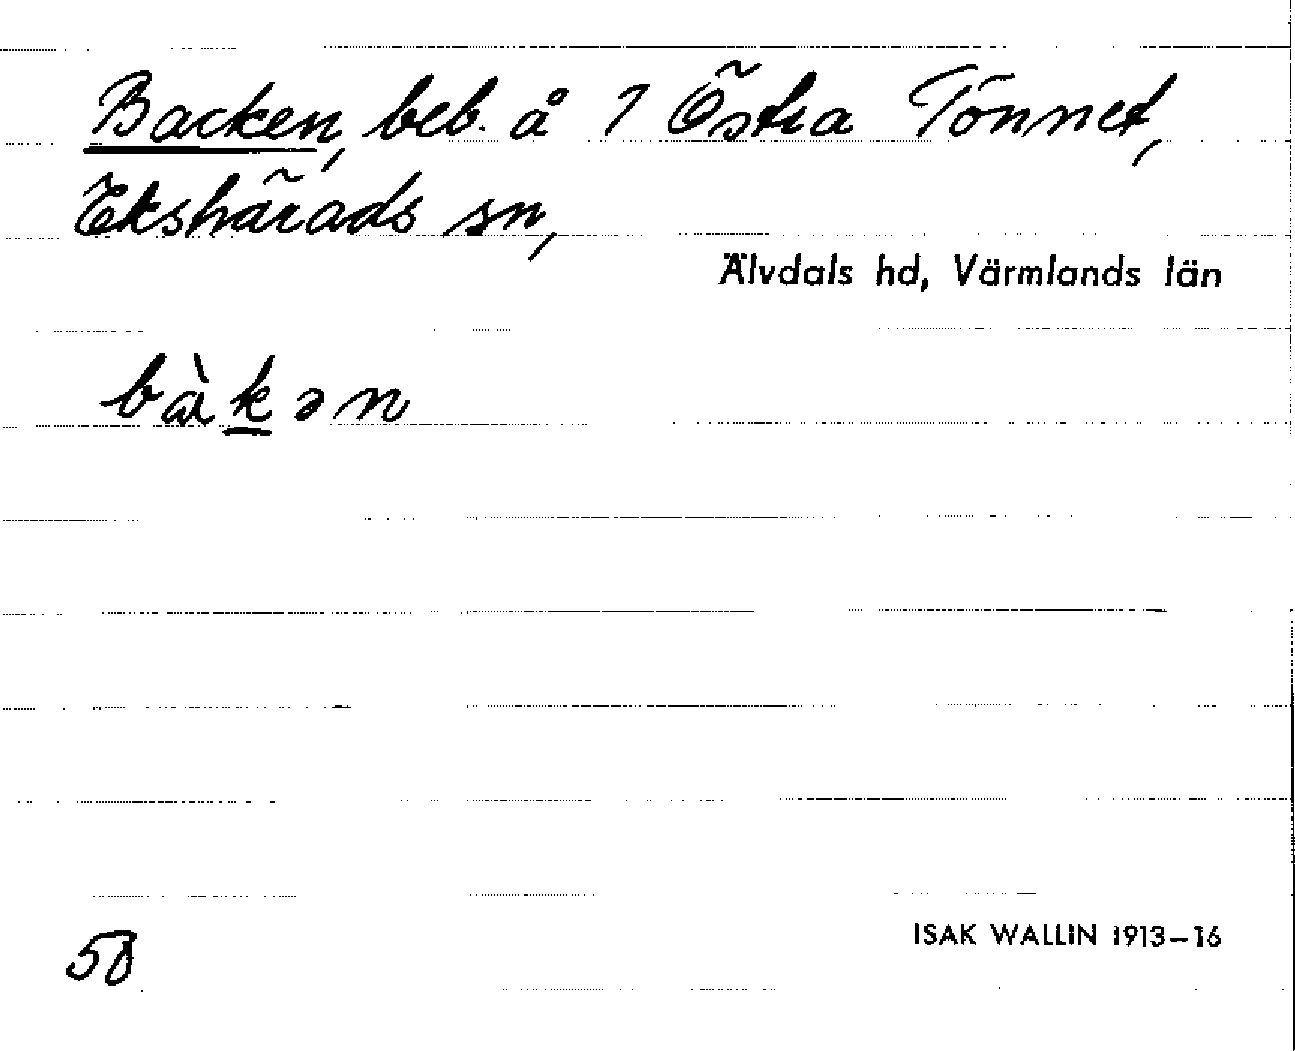 Backen, beb. å 1 Östra Tönnet,
Ekshärads sn,
Älvdals hd, Värmlands län
bàkən
58
ISAK WALLIN 1913–16